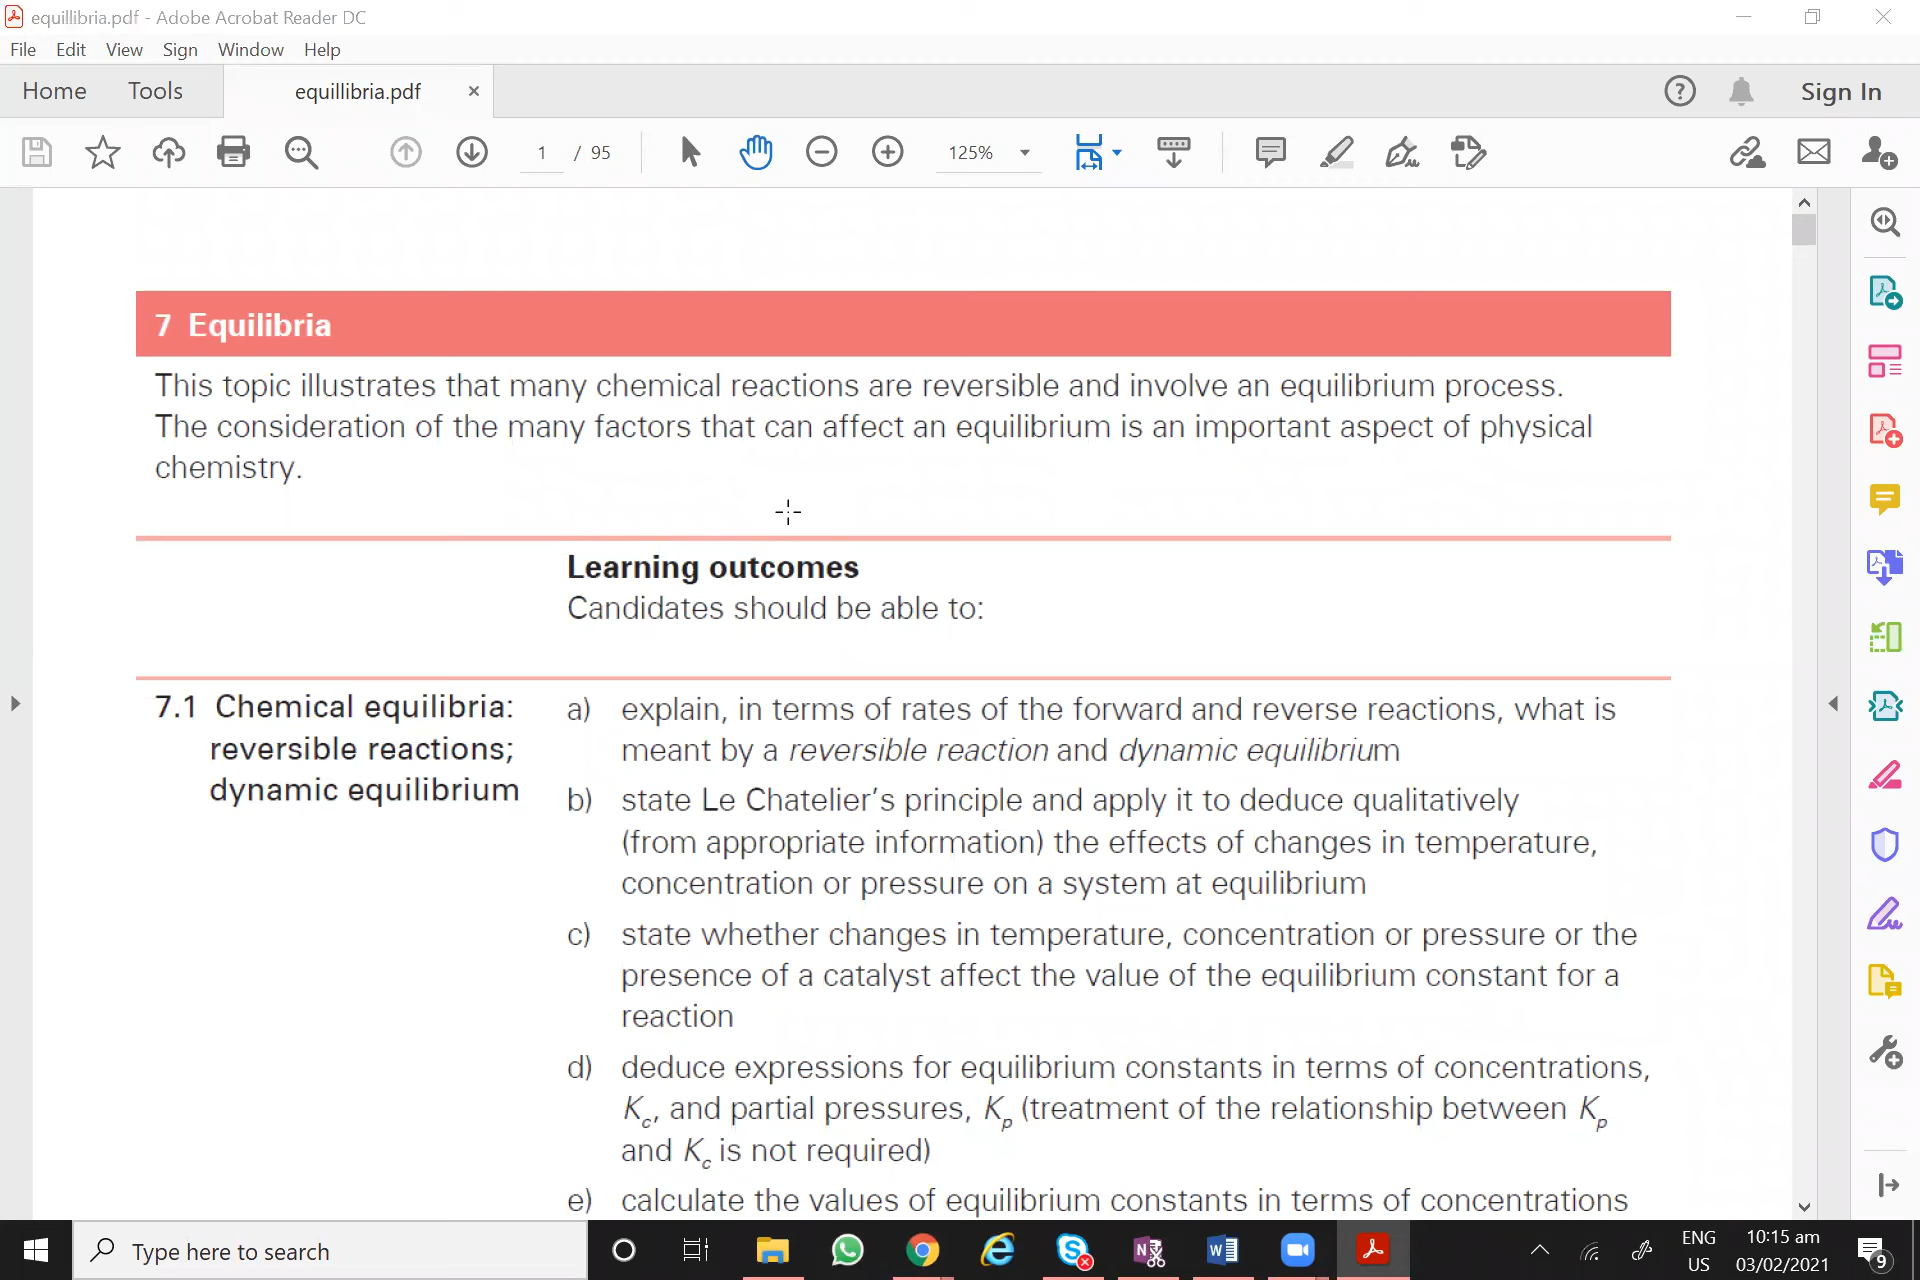 equillibria.pdf - Adobe Acrobat Reader DC
File Edit View Sign Window Help
Home Tools equillibria.pdf × Sign In
1 / 95 125%
7 Equilibria
This topic illustrates that many chemical reactions are reversible and involve an equilibrium process.
The consideration of the many factors that can affect an equilibrium is an important aspect of physical
chemistry.
Learning outcomes
Candidates should be able to:
7.1 Chemical equilibria:
reversible reactions;
dynamic equilibrium
a) explain, in terms of rates of the forward and reverse reactions, what is
meant by a reversible reaction and dynamic equilibrium
b) state Le Chatelier's principle and apply it to deduce qualitatively
(from appropriate information) the effects of changes in temperature,
concentration or pressure on a system at equilibrium
c) state whether changes in temperature, concentration or pressure or the
presence of a catalyst affect the value of the equilibrium constant for a
reaction
d) deduce expressions for equilibrium constants in terms of concentrations,
Kc, and partial pressures, Kp (treatment of the relationship between Kp
and Kc is not required)
e) calculate the values of equilibrium constants in terms of concentrations
Type here to search
ENG
US
10:15 am
03/02/2021
9